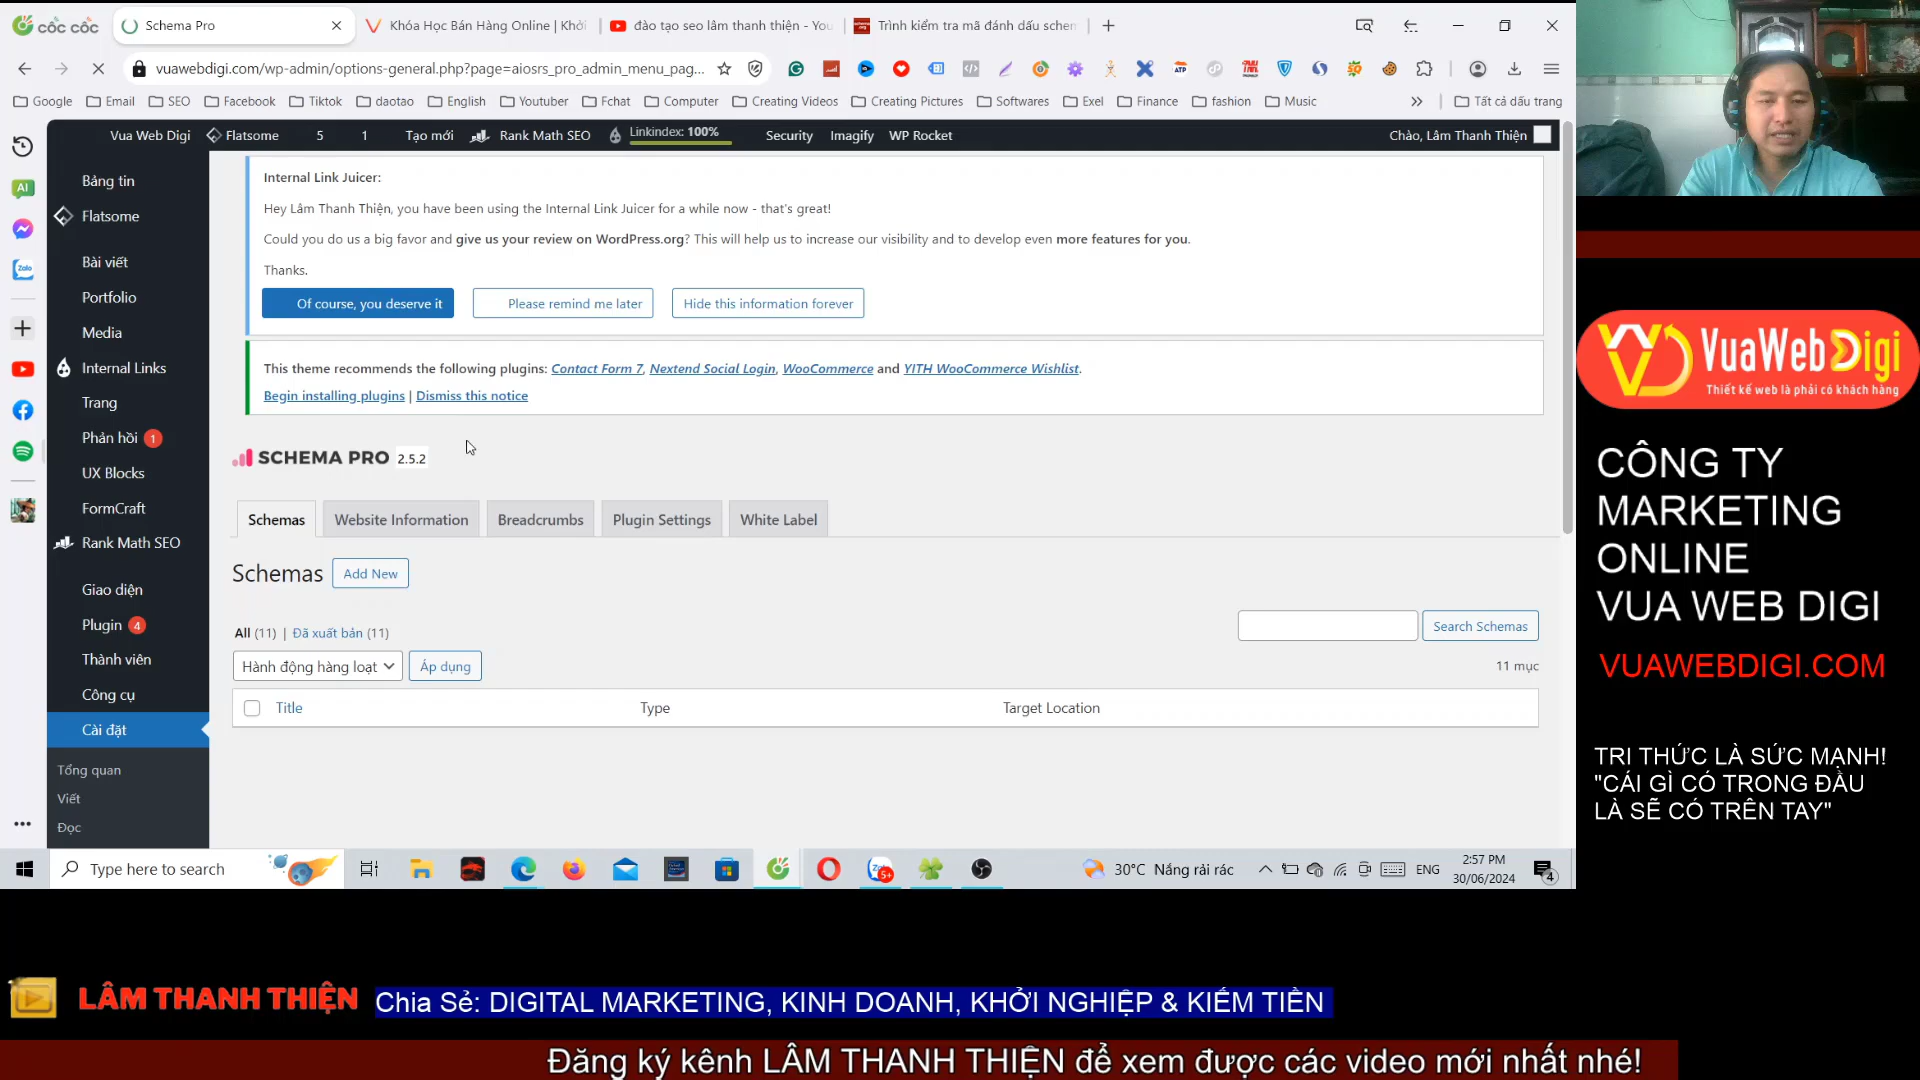 cốc cốc
Schema Pro
Khóa Học Bán Hàng Online | Khởi
đào tạo seo lâm thanh thiện - You
Trình kiểm tra mã đánh dấu schem
vuawebdigi.com/wp-admin/options-general.php?page=aiosrs_pro_admin_menu_pag...
Google
Email
SEO
Facebook
Tiktok
daotao
English
Youtuber
Fchat
Computer
Creating Videos
Creating Pictures
Softwares
Exel
Finance
fashion
Music
Tất cả dấu trang
Vua Web Digi
Flatsome
5
1
Tạo mới
Rank Math SEO
Linkindex: 100%
Security
Imagify
WP Rocket
Chào, Lâm Thanh Thiện
Bảng tin
Flatsome
Bài viết
Portfolio
Media
Internal Links
Trang
Phản hồi 1
UX Blocks
FormCraft
Rank Math SEO
Giao diện
Plugin 4
Thành viên
Công cụ
Cài đặt
Tổng quan
Viết
Đọc
Internal Link Juicer:
Hey Lâm Thanh Thiện, you have been using the Internal Link Juicer for a while now - that's great!
Could you do us a big favor and give us your review on WordPress.org? This will help us to increase our visibility and to develop even more features for you.
Thanks.
Of course, you deserve it
Please remind me later
Hide this information forever
This theme recommends the following plugins: Contact Form 7, Nextend Social Login, WooCommerce and YITH WooCommerce Wishlist.
Begin installing plugins | Dismiss this notice
SCHEMA PRO 2.5.2
Schemas
Website Information
Breadcrumbs
Plugin Settings
White Label
Schemas
Add New
All (11) | Đã xuất bản (11)
Search Schemas
Hành động hàng loạt
Áp dụng
11 mục
Title
Type
Target Location
Type here to search
30°C Nắng rải rác
ENG
2:57 PM
30/06/2024
4
VuaWebDigi
Thiết kế web là phải có khách hàng
CÔNG TY
MARKETING
ONLINE
VUA WEB DIGI
VUAWEBDIGI.COM
TRI THỨC LÀ SỨC MẠNH!
"CÁI GÌ CÓ TRONG ĐẦU
LÀ SẼ CÓ TRÊN TAY"
LÂM THANH THIỆN
Chia Sẻ: DIGITAL MARKETING, KINH DOANH, KHỞI NGHIỆP & KIẾM TIỀN
Đăng ký kênh LÂM THANH THIỆN để xem được các video mới nhất nhé!